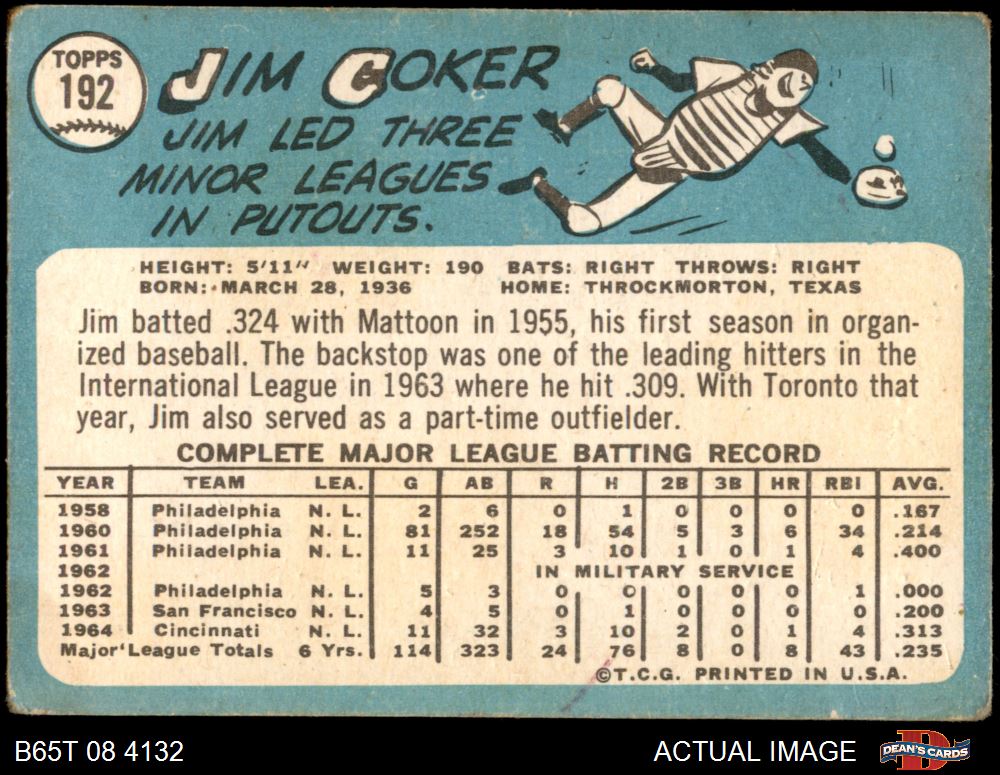 TOPPS
192
JIM COKER
JIM LED THREE
MINOR LEAGUES
IN PUTOUTS.
HEIGHT: 5'11" WEIGHT: 190 BATS: RIGHT THROWS: RIGHT
BORN: MARCH 28, 1936 HOME: THROCKMORTON, TEXAS
Jim batted .324 with Mattoon in 1955, his first season in organ-
ized baseball. The backstop was one of the leading hitters in the
International League in 1963 where he hit .309. With Toronto that
year, Jim also served as a part-time outfielder.
COMPLETE MAJOR LEAGUE BATTING RECORD
YEAR TEAM LEA. G AB R H 2B 3B HR RBI AVG.
1958 Philadelphia N. L. 2 6 0 1 0 0 0 0 .167
1960 Philadelphia N. L. 81 252 18 54 5 3 6 34 .214
1961 Philadelphia N. L. 11 25 3 10 1 0 1 4 .400
1962 IN MILITARY SERVICE
1962 Philadelphia N. L. 5 3 0 0 0 0 0 1 .000
1963 San Francisco N. L. 4 5 0 1 0 0 0 0 .200
1964 Cincinnati N. L. 11 32 3 10 2 0 1 4 .313
Major League Totals 6 Yrs. 114 323 24 76 8 0 8 43 .235
©T.C.G. PRINTED IN U.S.A.
B65T 08 4132 ACTUAL IMAGE DEAN'S CARDS